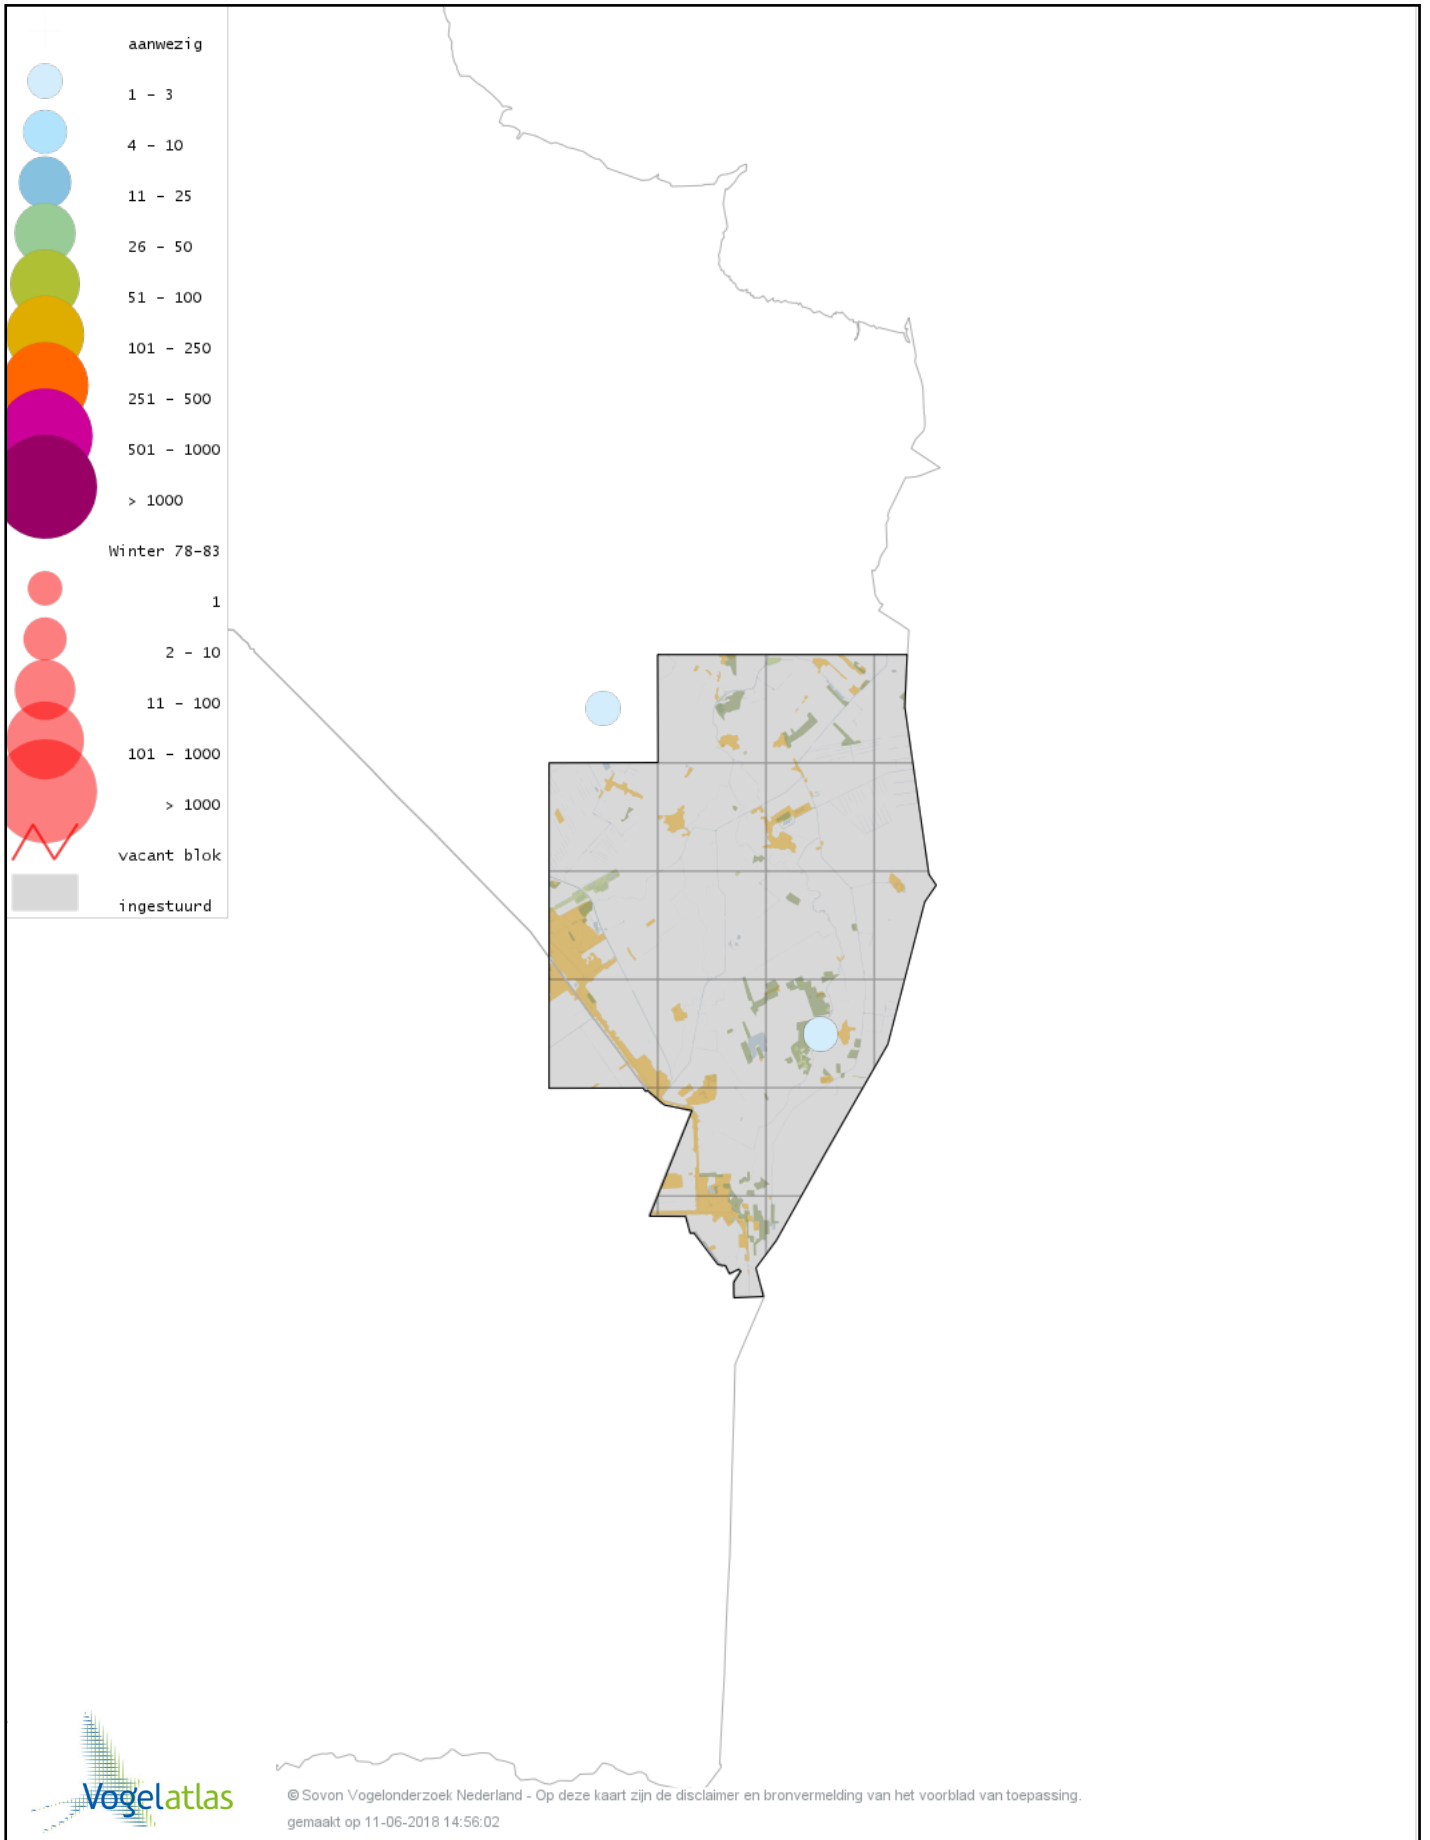 aanwezig
1 - 3
4 - 10
11 - 25
26 - 50
51 - 100
101 - 250
251 - 500
501 - 1000
> 1000
Winter 78-83
1
2 - 10
11 - 100
101 - 1000
> 1000
vacant blok
ingestuurd
Vogelatlas
© Sovon Vogelonderzoek Nederland - Op deze kaart zijn de disclaimer en bronvermelding van het voorblad van toepassing.
gemaakt op 11-06-2018 14:56:02